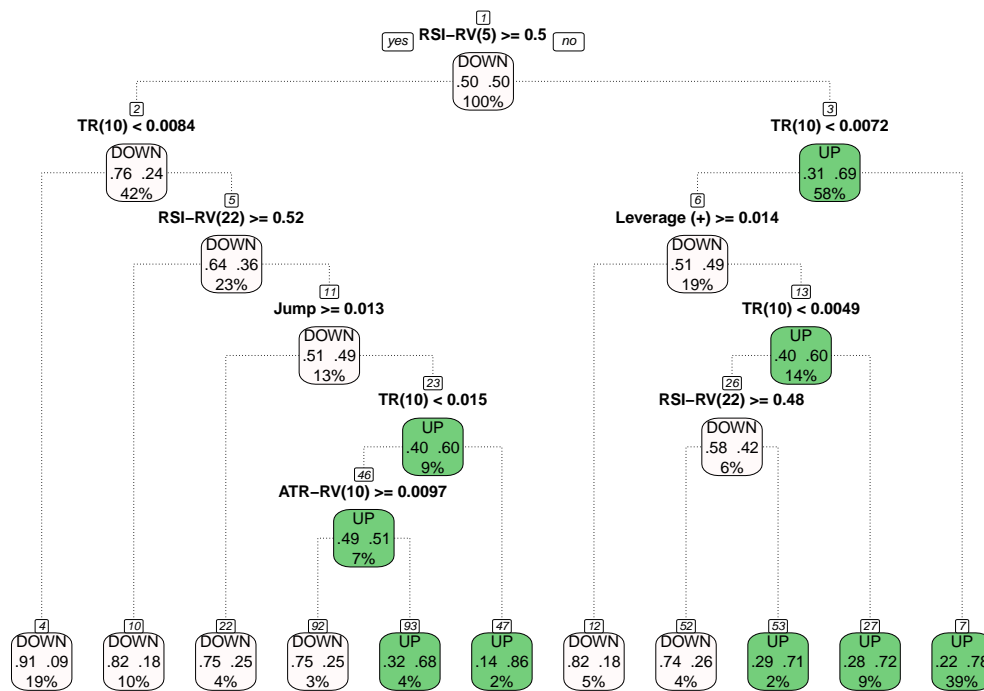 1
yes RSI−RV(5) >= 0.5 no
DOWN
.50 .50
100%
2
TR(10) < 0.0084
DOWN
.76 .24
42%
3
TR(10) < 0.0072
UP
.31 .69
58%
5
RSI−RV(22) >= 0.52
DOWN
.64 .36
23%
6
Leverage (+) >= 0.014
DOWN
.51 .49
19%
11
Jump >= 0.013
DOWN
.51 .49
13%
13
TR(10) < 0.0049
UP
.40 .60
14%
23
TR(10) < 0.015
UP
.40 .60
9%
26
RSI−RV(22) >= 0.48
DOWN
.58 .42
6%
46
ATR−RV(10) >= 0.0097
UP
.49 .51
7%
4
DOWN
.91 .09
19%
10
DOWN
.82 .18
10%
22
DOWN
.75 .25
4%
92
DOWN
.75 .25
3%
93
UP
.32 .68
4%
47
UP
.14 .86
2%
12
DOWN
.82 .18
5%
52
DOWN
.74 .26
4%
53
UP
.29 .71
2%
27
UP
.28 .72
9%
7
UP
.22 .78
39%